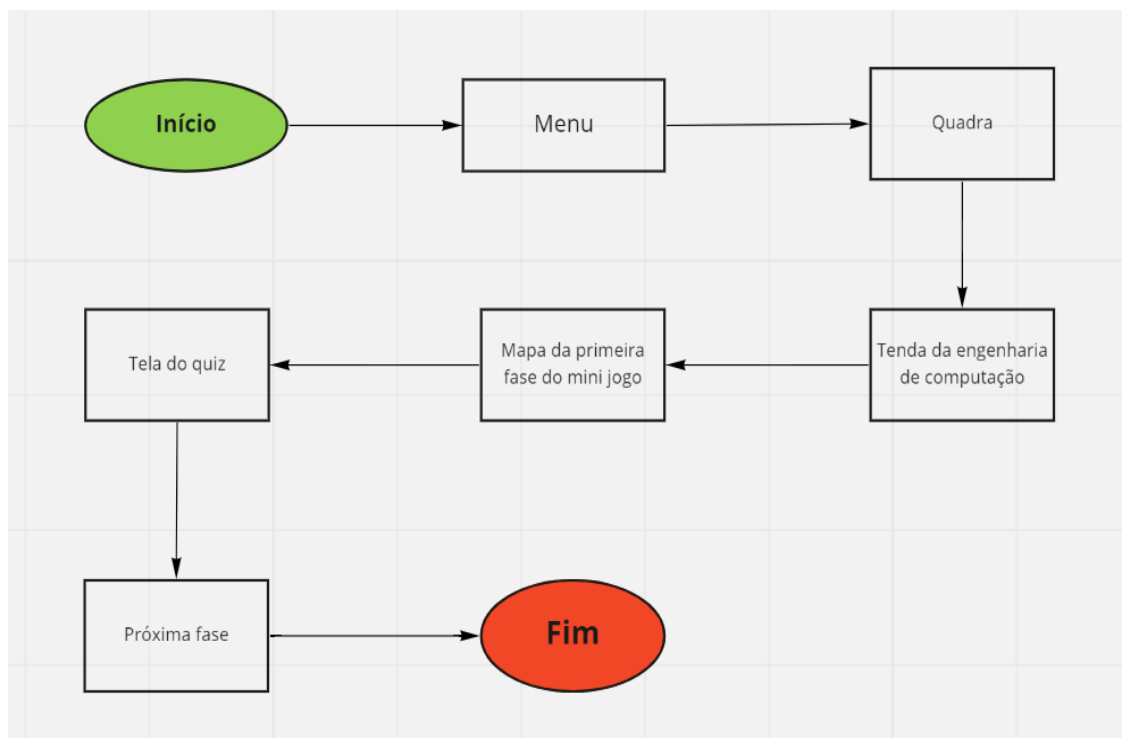 Início
Menu
Quadra
Tenda da engenharia
de computação
Mapa da primeira
fase do mini jogo
Tela do quiz
Próxima fase
Fim